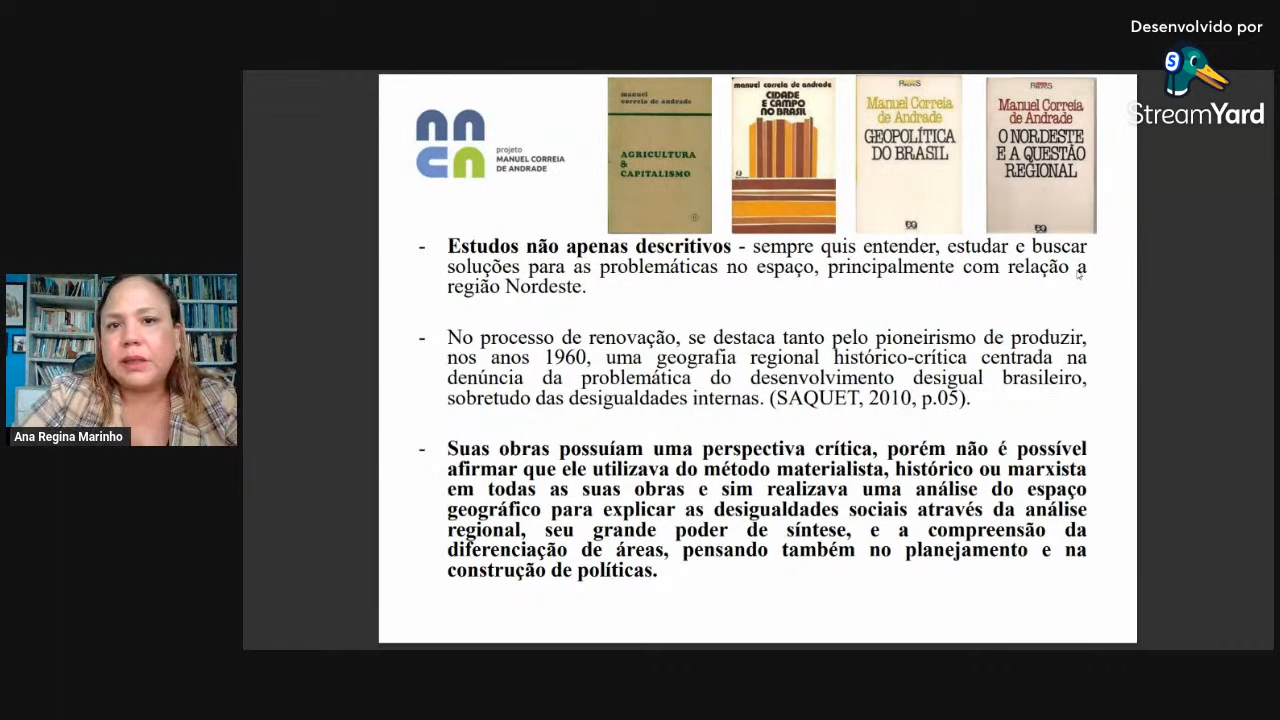 Desenvolvido por
StreamYard
projeto
MANUEL CORREIA
DE ANDRADE
manuel
correia de andrade
AGRICULTURA
&
CAPITALISMO
manuel correia de andrade
CIDADE
E CAMPO
NO BRASIL
Manuel Correia
de Andrade
GEOPOLÍTICA
DO BRASIL
Manuel Correia
de Andrade
O NORDESTE
E A QUESTÃO
REGIONAL
- Estudos não apenas descritivos - sempre quis entender, estudar e buscar
soluções para as problemáticas no espaço, principalmente com relação a
região Nordeste.
- No processo de renovação, se destaca tanto pelo pioneirismo de produzir,
nos anos 1960, uma geografia regional histórico-crítica centrada na
denúncia da problemática do desenvolvimento desigual brasileiro,
sobretudo das desigualdades internas. (SAQUET, 2010, p.05).
- Suas obras possuíam uma perspectiva crítica, porém não é possível
afirmar que ele utilizava do método materialista, histórico ou marxista
em todas as suas obras e sim realizava uma análise do espaço
geográfico para explicar as desigualdades sociais através da análise
regional, seu grande poder de síntese, e a compreensão da
diferenciação de áreas, pensando também no planejamento e na
construção de políticas.
Ana Regina Marinho